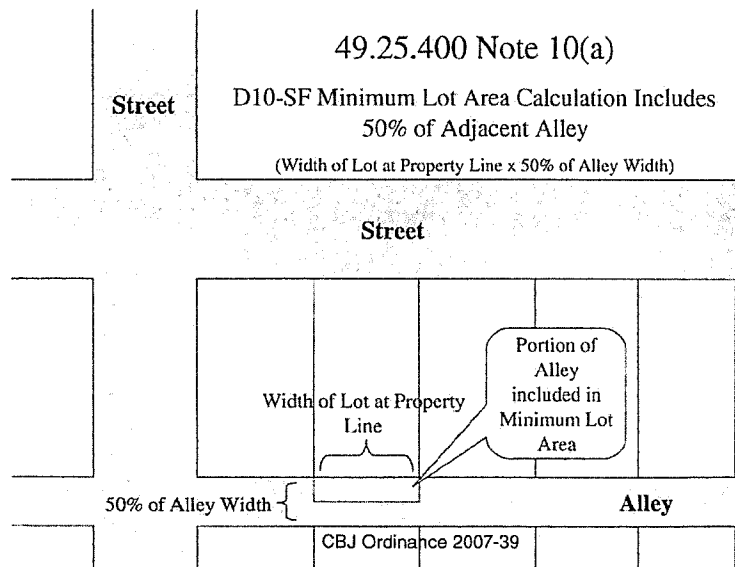 49.25.400 Note 10(a)
D10-SF Minimum Lot Area Calculation Includes
50% of Adjacent Alley
(Width of Lot at Property Line x 50% of Alley Width)
Street
Street
Portion of
Alley
included in
Minimum Lot
Area
Width of Lot at Property
Line
50% of Alley Width
Alley
CBJ Ordinance 2007-39